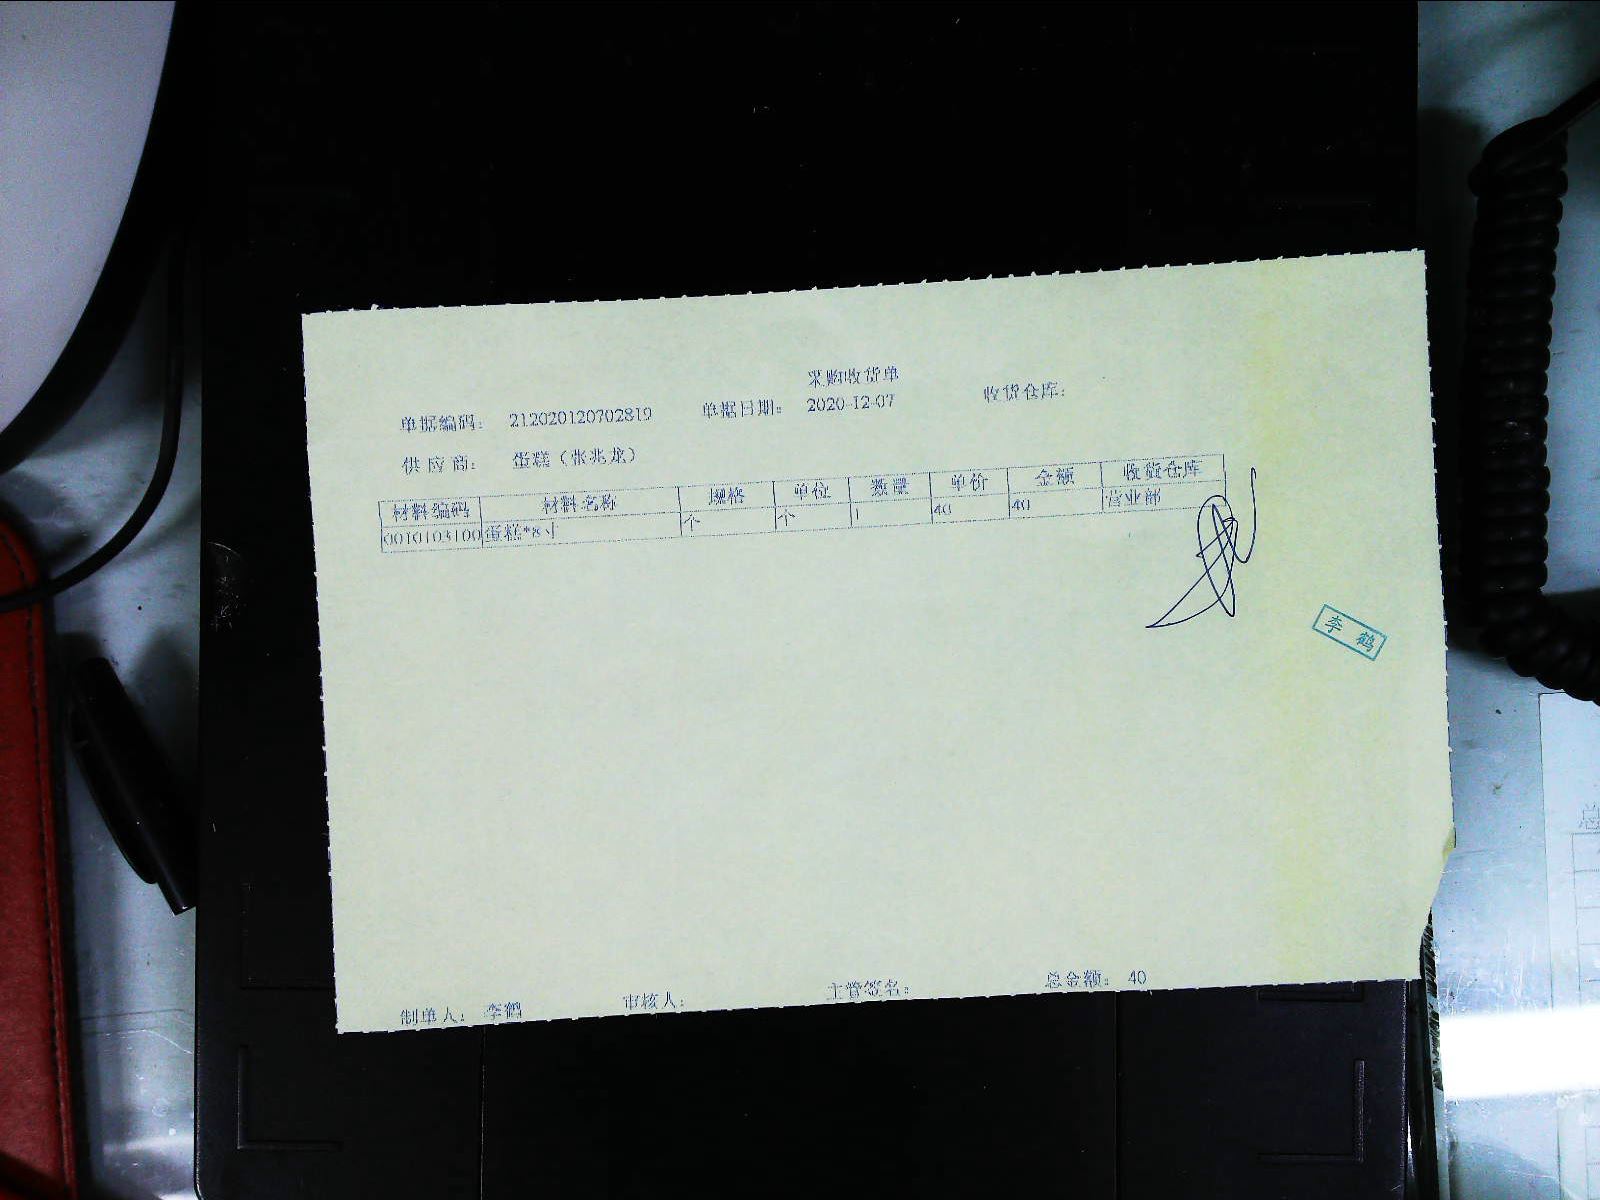 采购收货单
单据编码： 212020120702819 单据日期： 2020-12-07 收货仓库：
供应商： 蛋糕（张兆龙）
材料编码 材料名称 规格 单位 数量 单价 金额 收货仓库
0010103100 蛋糕*8寸 个 个 1 40 40 营业部
李鹤
制单人： 李鹤 审核人： 主管签名： 总金额： 40
总